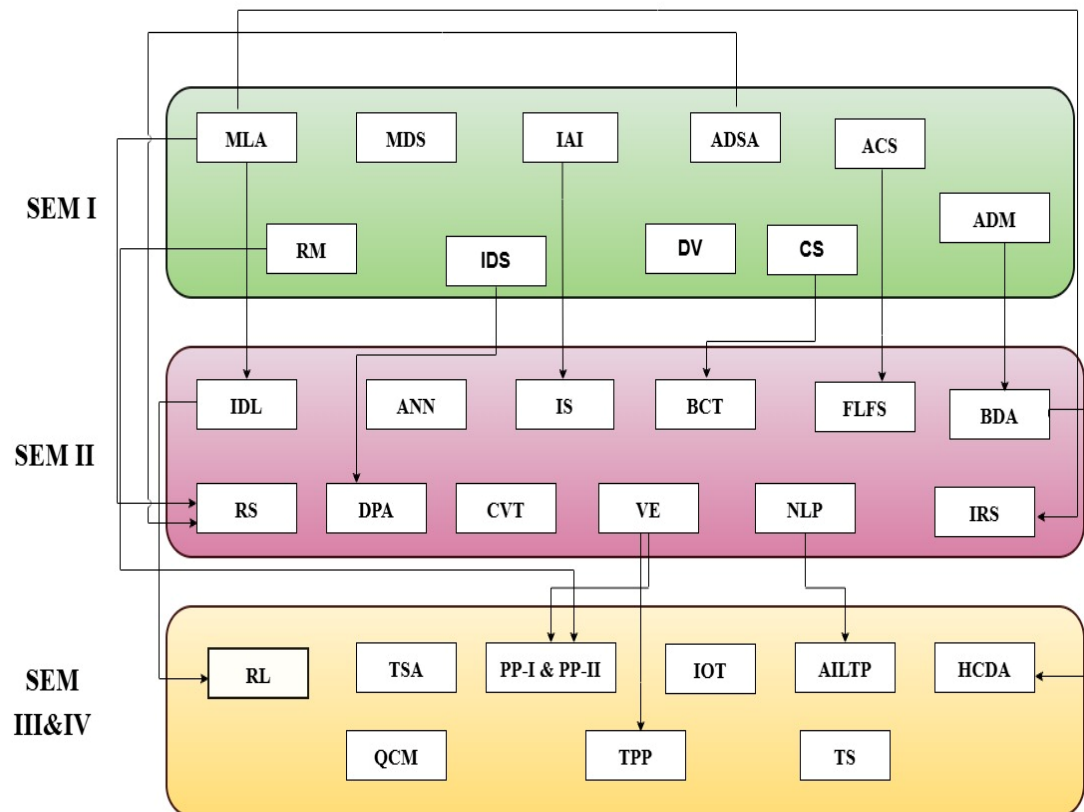 SEM I
MLA
MDS
IAI
ADSA
ACS
RM
IDS
DV
CS
ADM
SEM II
IDL
ANN
IS
BCT
FLFS
BDA
RS
DPA
CVT
VE
NLP
IRS
SEM
III&IV
RL
TSA
PP-I & PP-II
IOT
AILTP
HCDA
QCM
TPP
TS